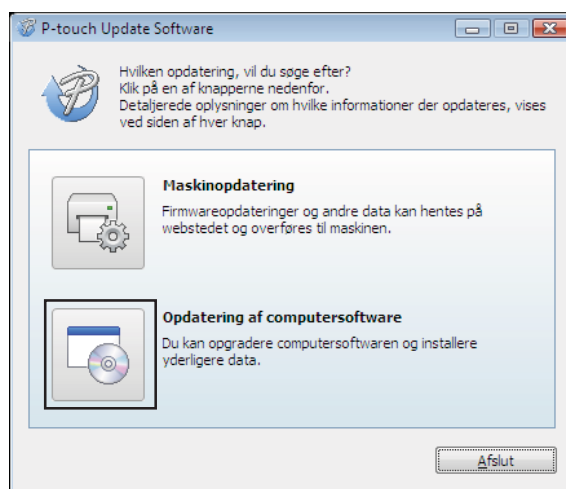 P-touch Update Software
Hvilken opdatering, vil du søge efter?
Klik på en af knapperne nedenfor.
Detaljerede oplysninger om hvilke informationer der opdateres, vises
ved siden af hver knap.
Maskinopdatering
Firmwareopdateringer og andre data kan hentes på
webstedet og overføres til maskinen.
Opdatering af computersoftware
Du kan opgradere computersoftwaren og installere
yderligere data.
Afslut